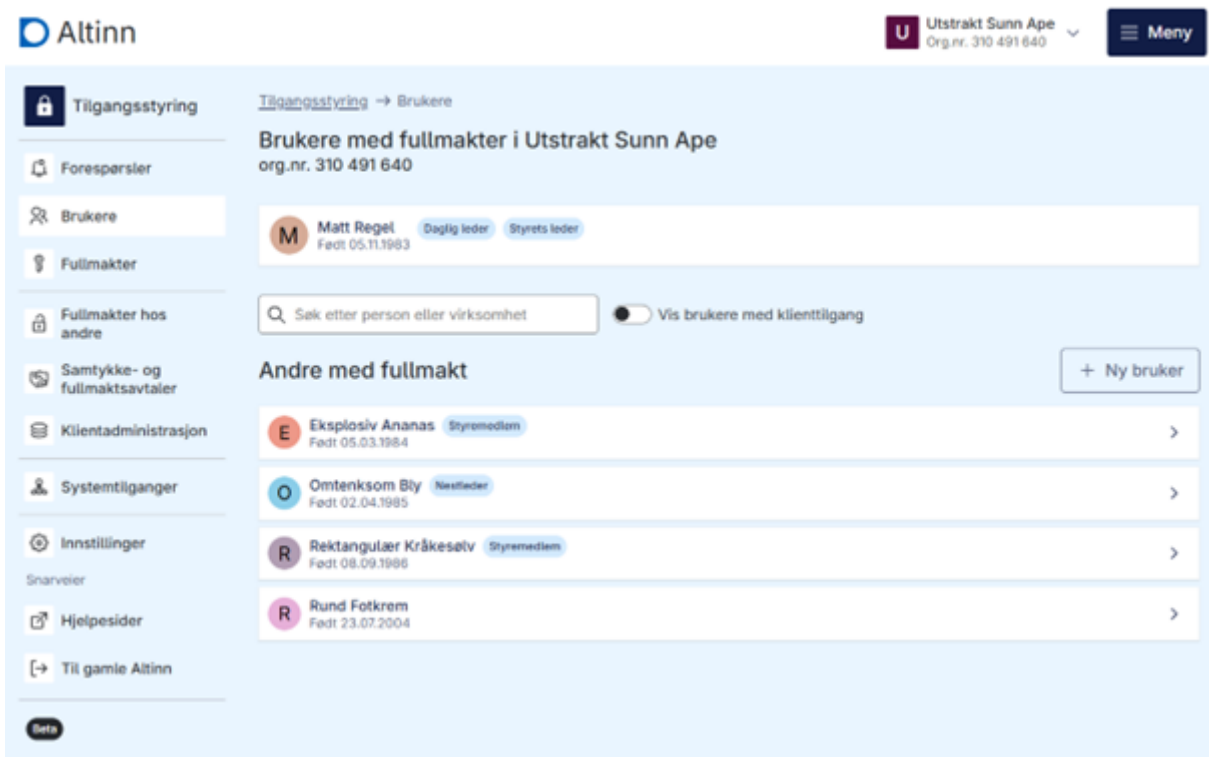 Altinn
U
Utstrakt Sunn Ape
Org.nr. 310 491 640
Meny
Tilgangsstyring
Forespørsler
Brukere
Fullmakter
Fullmakter hos
andre
Samtykke- og
fullmaktsavtaler
Klientadministrasjon
Systemtilganger
Innstillinger
Snarveier
Hjelpesider
Til gamle Altinn
Beta
Tilgangsstyring → Brukere
Brukere med fullmakter i Utstrakt Sunn Ape
org.nr. 310 491 640
M
Matt Regel Daglig leder Styrets leder
Født 05.11.1983
Søk etter person eller virksomhet
Vis brukere med klienttilgang
Andre med fullmakt
+ Ny bruker
E
Eksplosiv Ananas Styremedlem
Født 05.03.1984
O
Omtenksom Bly Nestleder
Født 02.04.1985
R
Rektangulær Kråkesølv Styremedlem
Født 08.09.1986
R
Rund Fotkrem
Født 23.07.2004